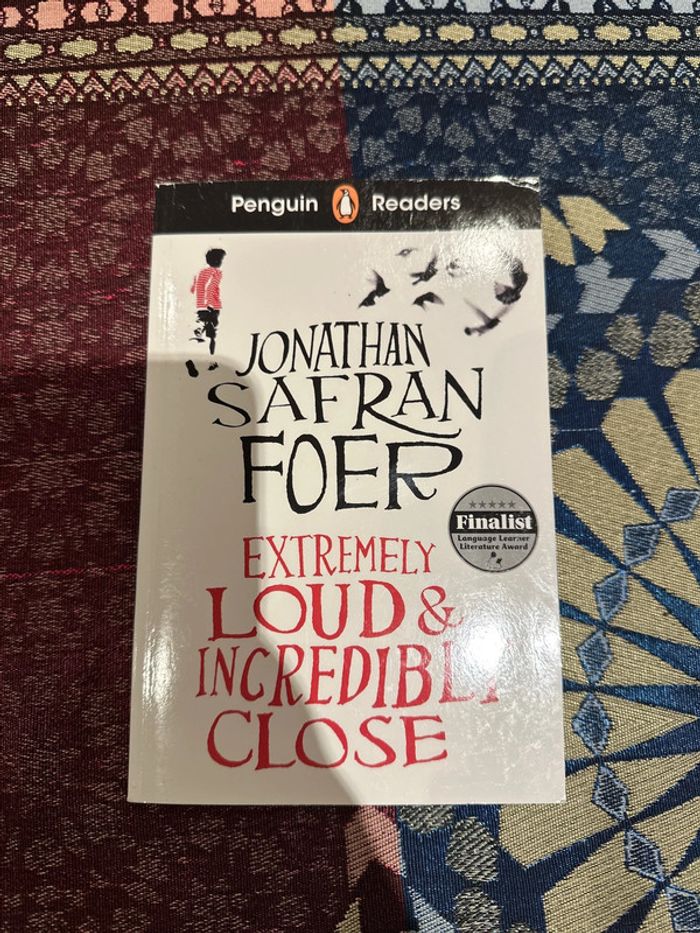 Penguin Readers
JONATHAN
SAFRAN
FOER
Finalist
Language Learner
Literature Award
EXTREMELY
LOUD &
INCREDIBLY
CLOSE